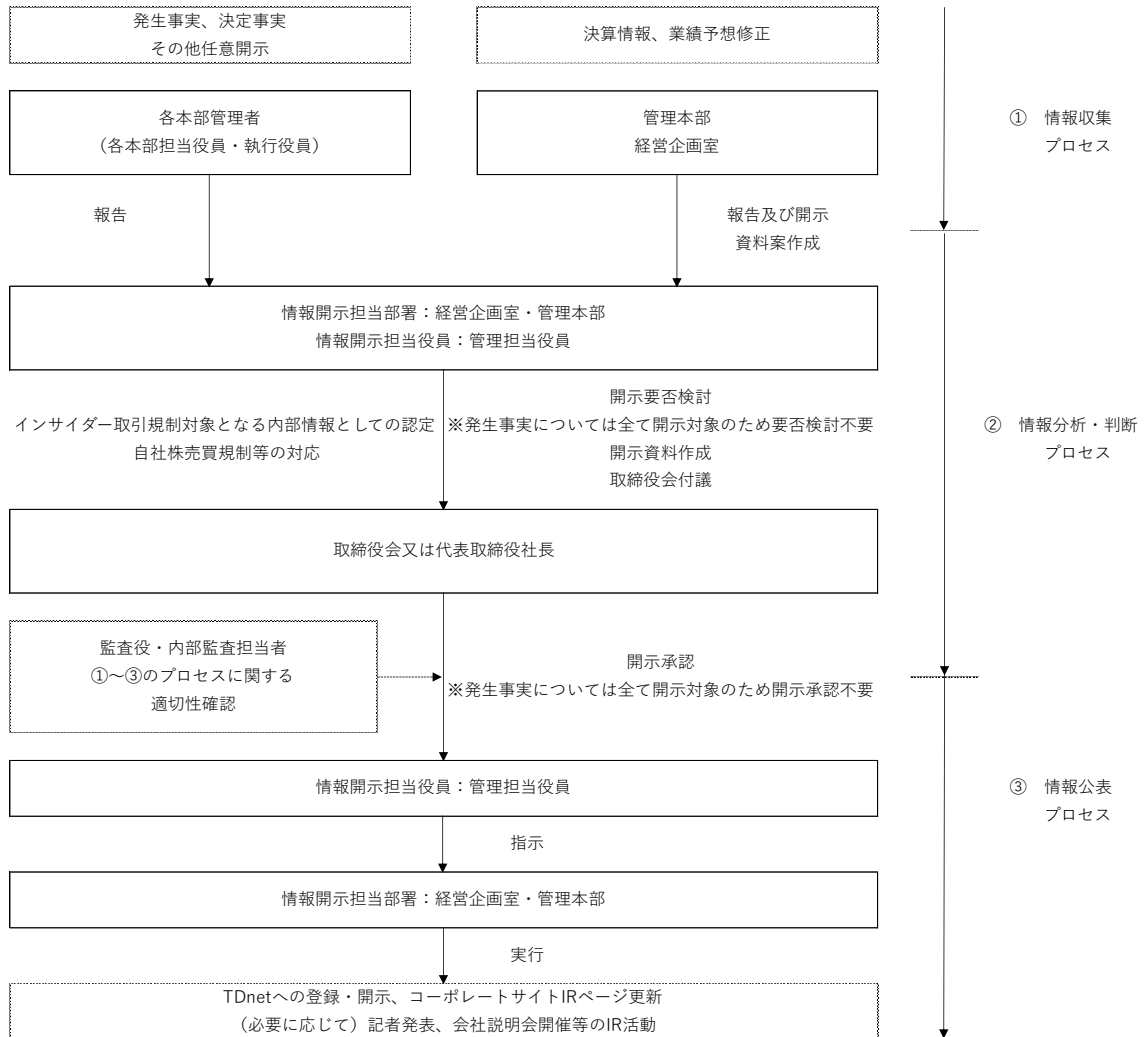 発生事実、決定事実
その他任意開示
決算情報、業績予想修正
各本部管理者
（各本部担当役員・執行役員）
管理本部
経営企画室
① 情報収集
プロセス
報告
報告及び開示
資料案作成
情報開示担当部署：経営企画室・管理本部
情報開示担当役員：管理担当役員
インサイダー取引規制対象となる内部情報としての認定
自社株売買規制等の対応
開示要否検討
※発生事実については全て開示対象のため要否検討不要
開示資料作成
取締役会付議
② 情報分析・判断
プロセス
取締役会又は代表取締役社長
監査役・内部監査担当者
①～③のプロセスに関する
適切性確認
開示承認
※発生事実については全て開示対象のため開示承認不要
情報開示担当役員：管理担当役員
③ 情報公表
プロセス
指示
情報開示担当部署：経営企画室・管理本部
実行
TDnetへの登録・開示、コーポレートサイトIRページ更新
（必要に応じて）記者発表、会社説明会開催等のIR活動